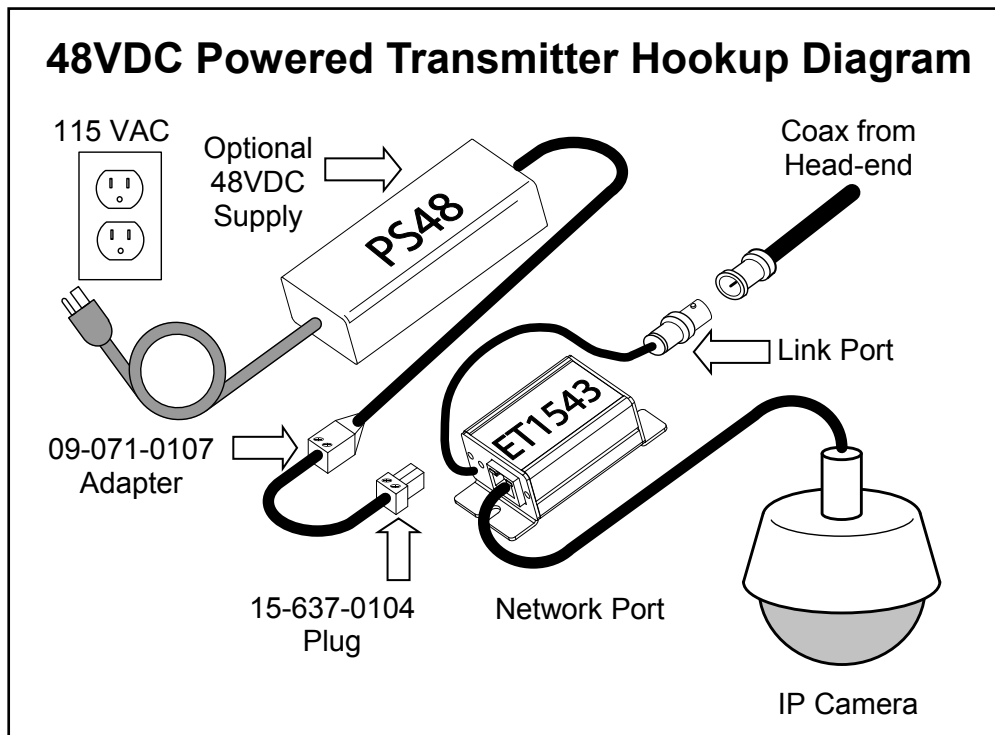 48VDC Powered Transmitter Hookup Diagram
115 VAC
Optional
48VDC
Supply
PS48
Coax from
Head-end
Link Port
ET1543
09-071-0107
Adapter
15-637-0104
Plug
Network Port
IP Camera